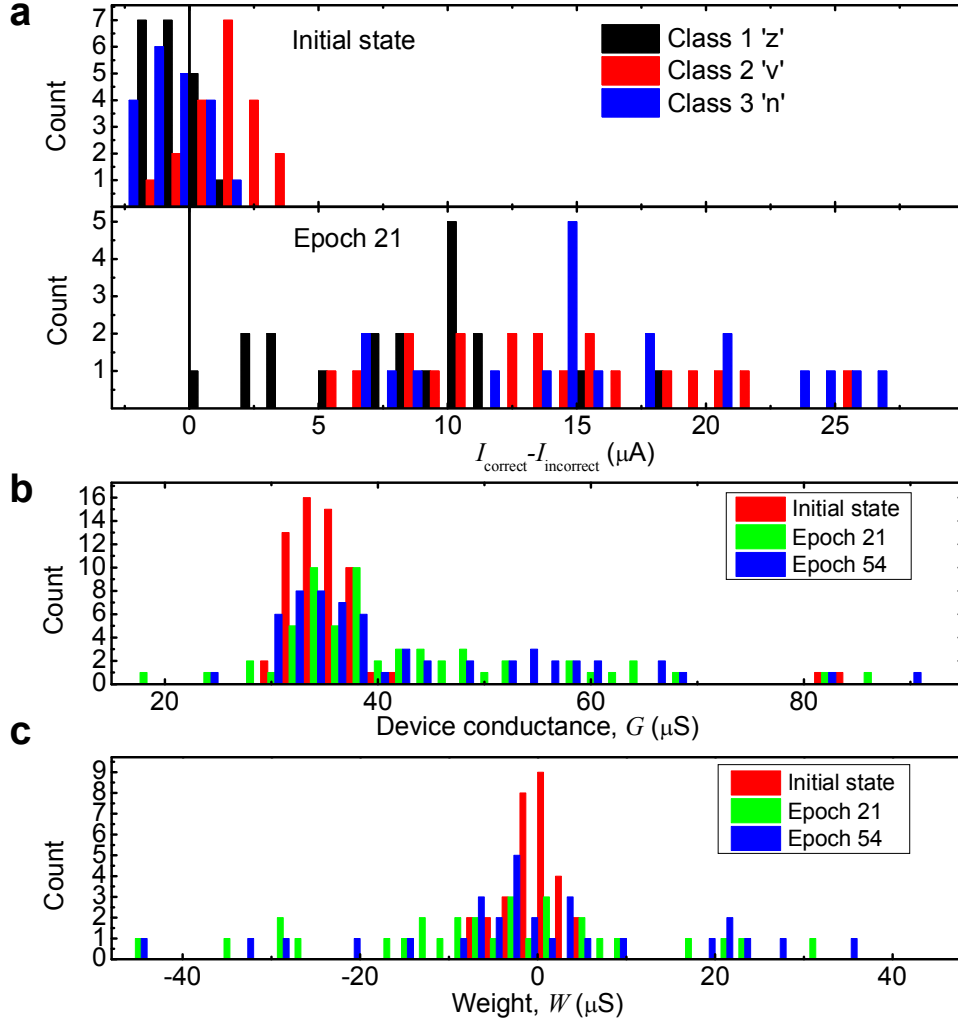 a
Initial state
Class 1 'z'
Class 2 'v'
Class 3 'n'
Count
7
6
5
4
3
2
1
Epoch 21
Count
5
4
3
2
1
0
0 5 10 15 20 25
I_correct-I_incorrect (μA)
b
Initial state
Epoch 21
Epoch 54
Count
16
14
12
10
8
6
4
2
0
20 40 60 80
Device conductance, G (μS)
c
Initial state
Epoch 21
Epoch 54
Count
9
8
7
6
5
4
3
2
1
0
-40 -20 0 20 40
Weight, W (μS)